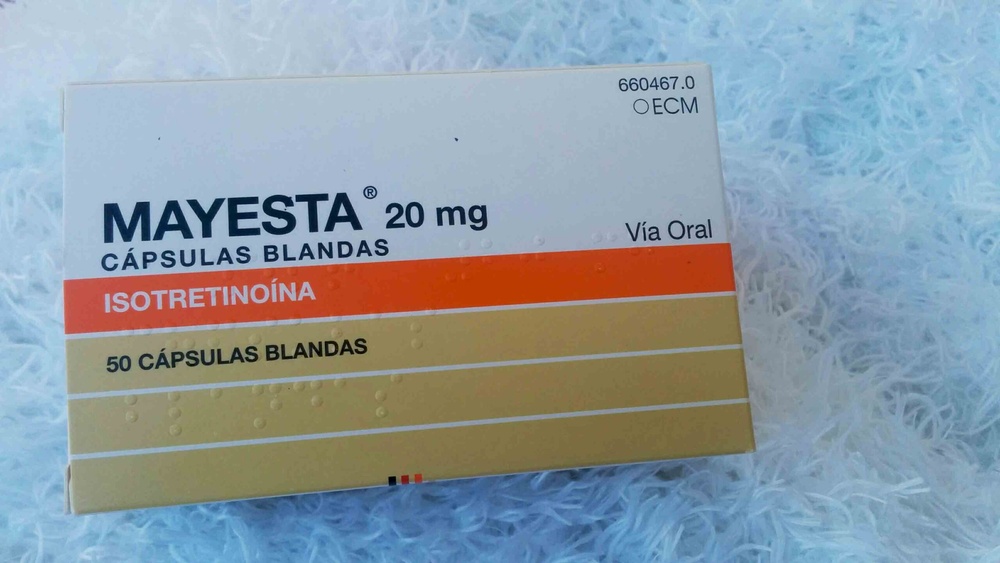 660467.0
ECM
MAYESTA® 20 mg
CÁPSULAS BLANDAS
Vía Oral
ISOTRETINOÍNA
50 CÁPSULAS BLANDAS